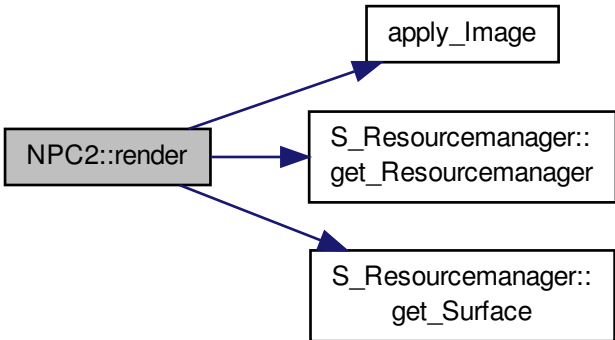 apply_Image
NPC2::render
S_Resourcemanager::
get_Resourcemanager
S_Resourcemanager::
get_Surface